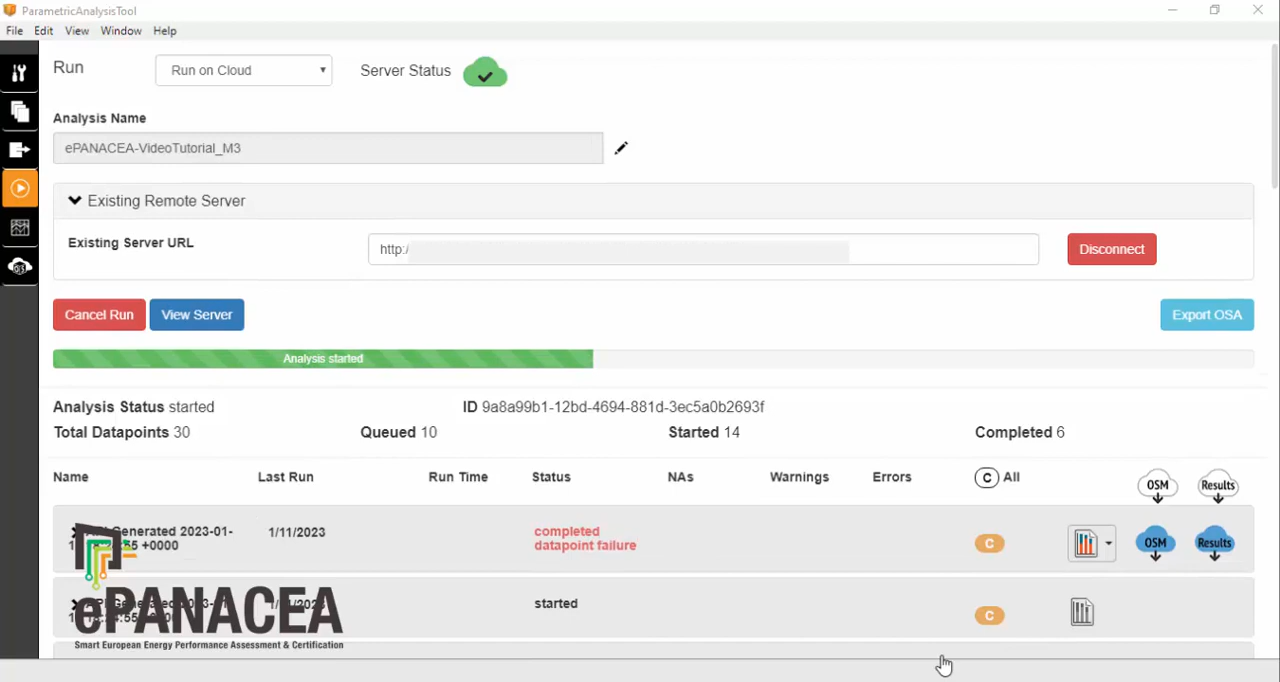 ParametricAnalysisTool
File Edit View Window Help
Run Run on Cloud Server Status
Analysis Name
ePANACEA-VideoTutorial_M3
Existing Remote Server
Existing Server URL http:/ Disconnect
Cancel Run View Server Export OSA
Analysis started
Analysis Status started ID 9a8a99b1-12bd-4694-881d-3ec5a0b2693f
Total Datapoints 30 Queued 10 Started 14 Completed 6
Name Last Run Run Time Status NAs Warnings Errors C All OSM Results
Generated 2023-01- 1/11/2023 completed
+0000 datapoint failure C OSM Results
started
C
ePANACEA
Smart European Energy Performance Assessment & Certification